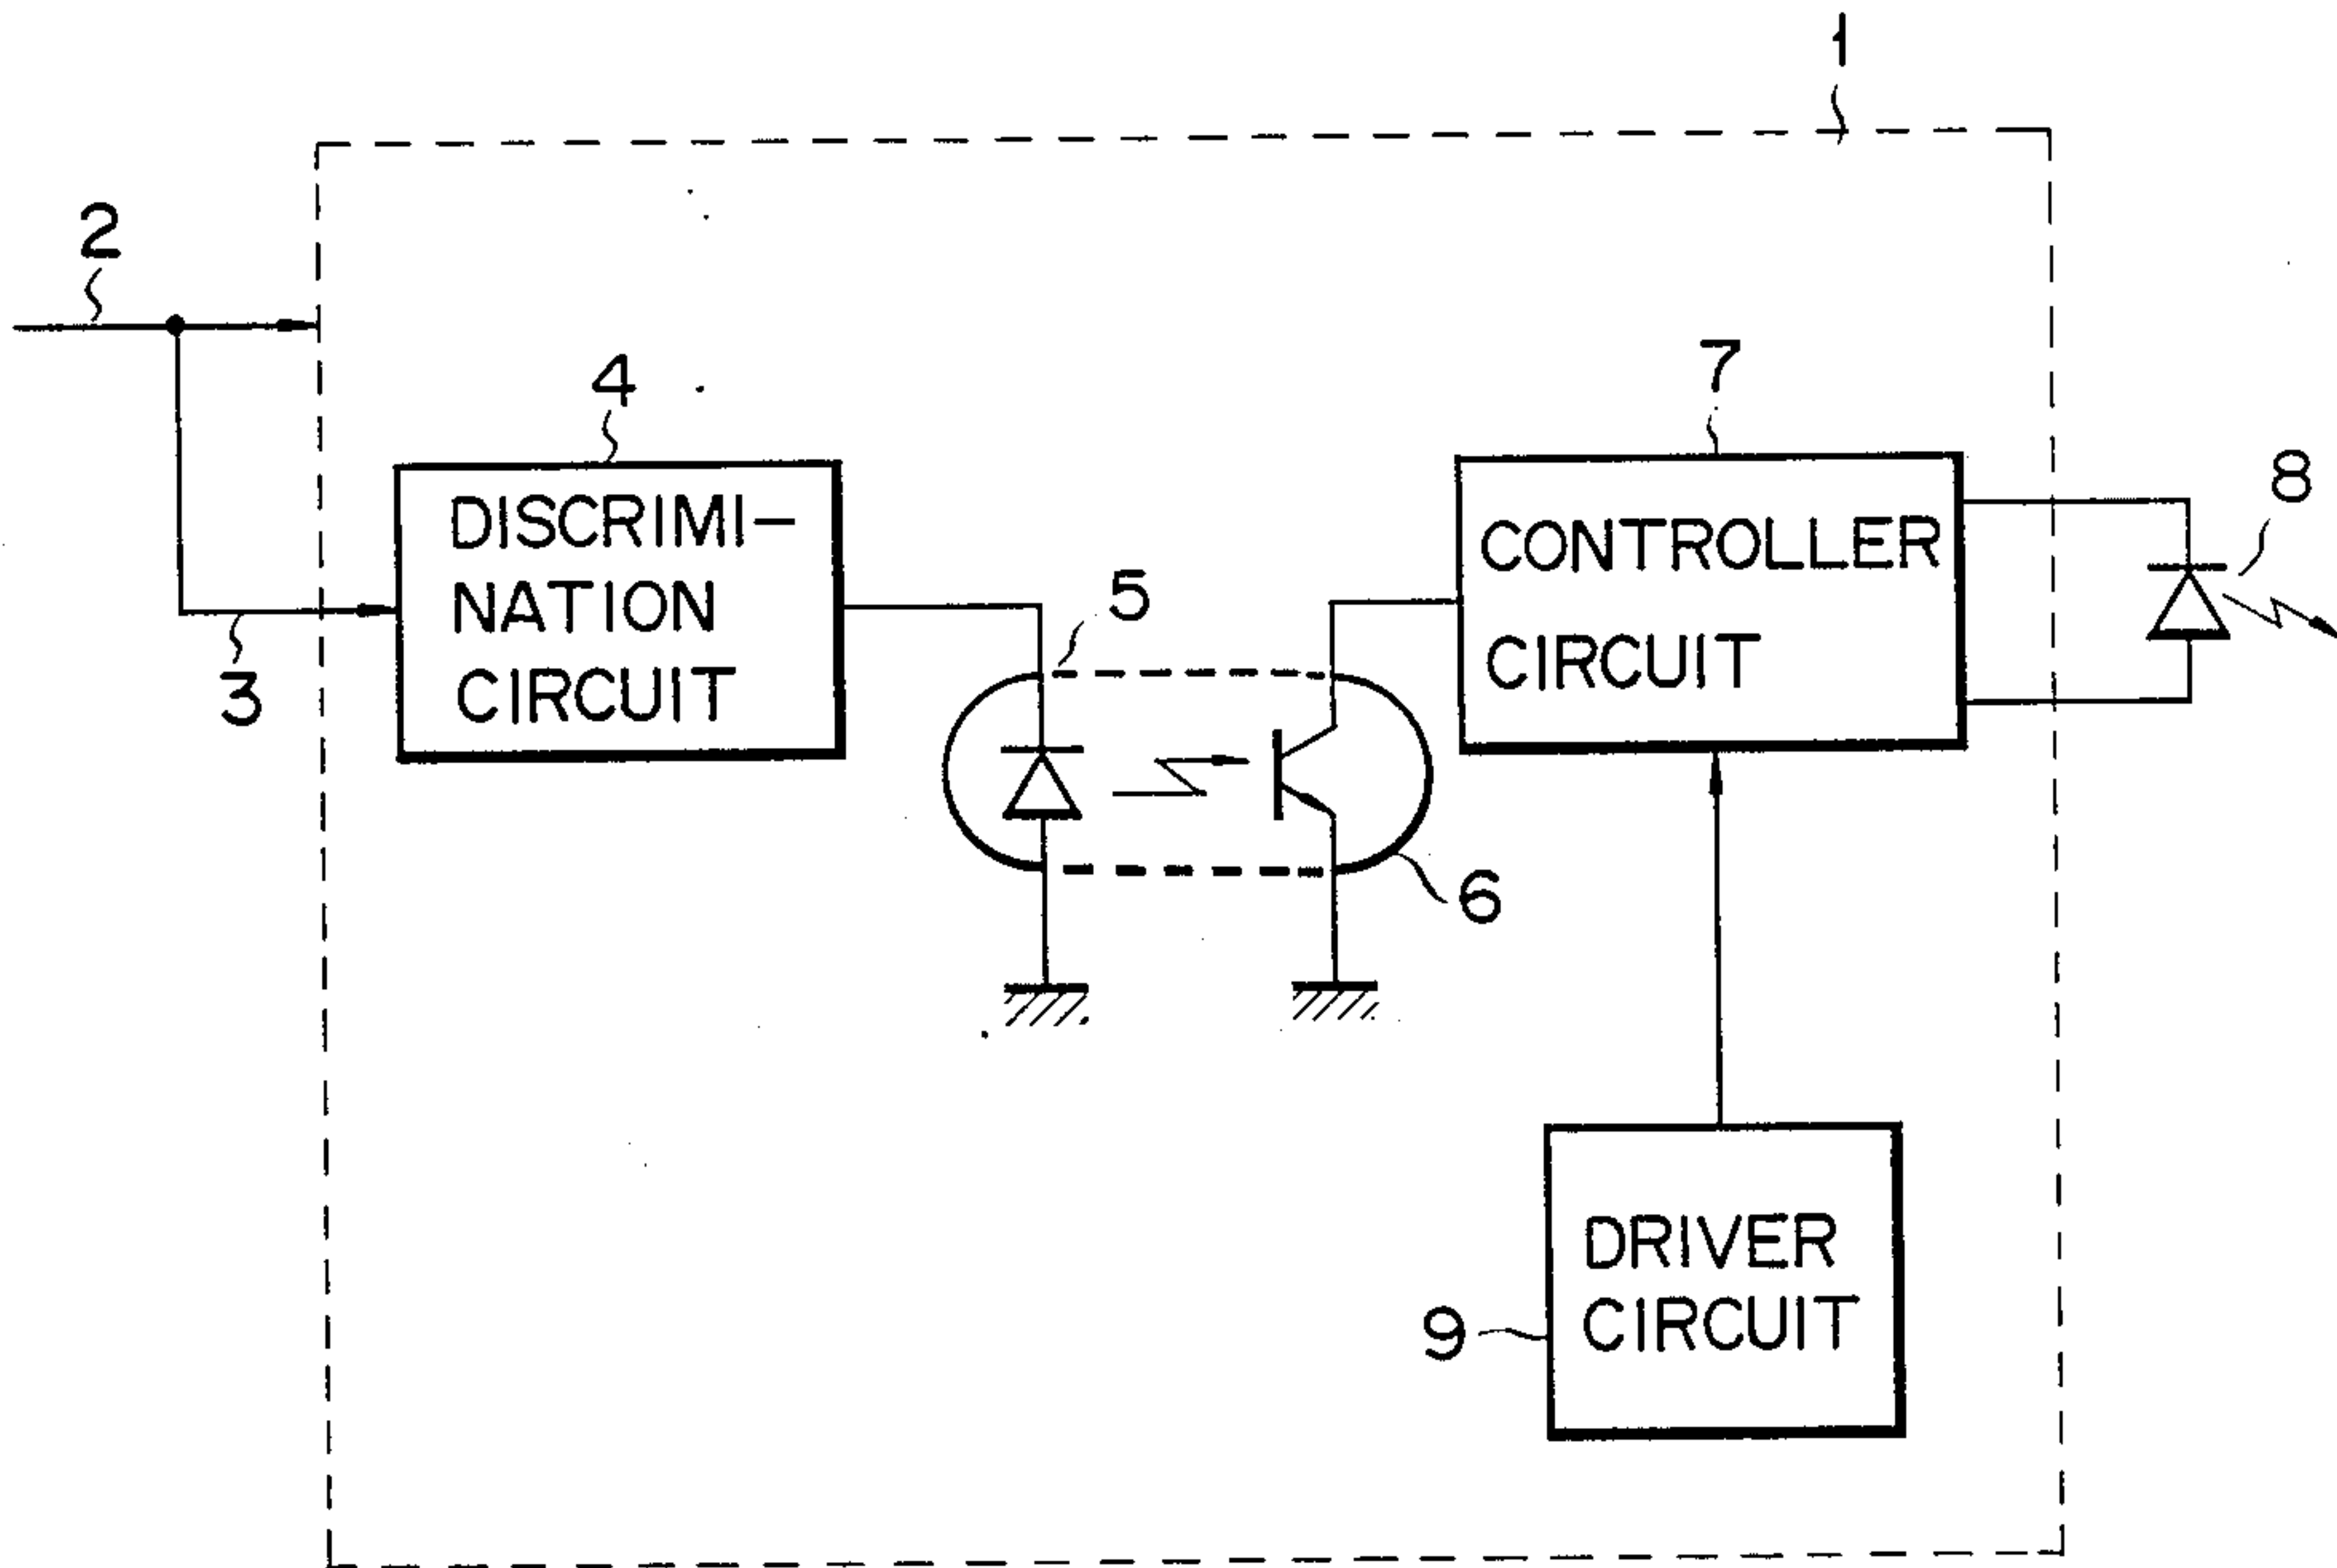 1
2
4
7
8
DISCRIMI-
NATION
CIRCUIT
CONTROLLER
CIRCUIT
5
3
6
DRIVER
CIRCUIT
9